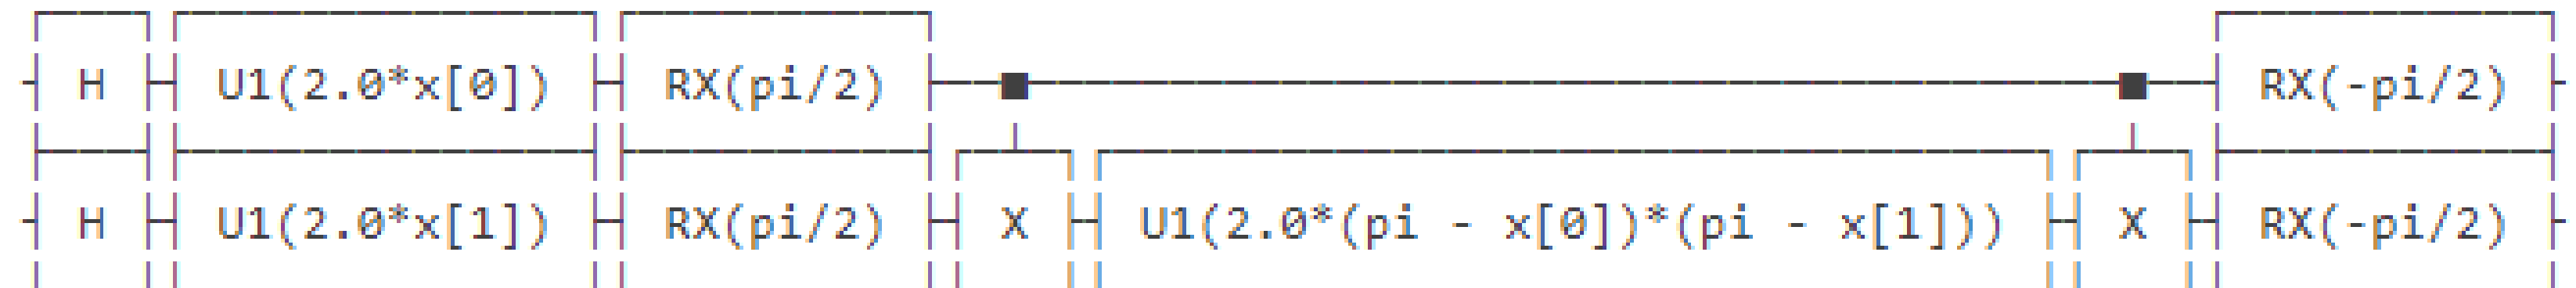 H U1(2.0*x[0]) RX(pi/2) RX(-pi/2)
H U1(2.0*x[1]) RX(pi/2) X U1(2.0*(pi - x[0])*(pi - x[1])) X RX(-pi/2)